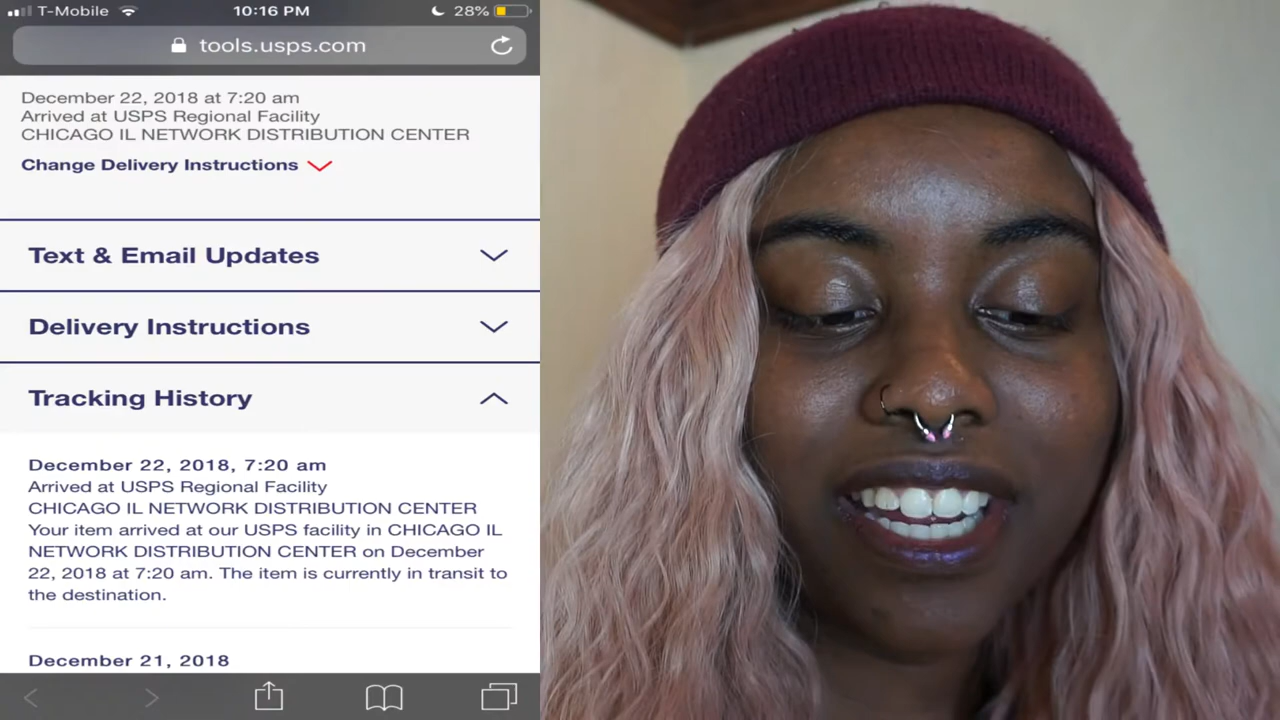 T-Mobile 10:16 PM 28%
tools.usps.com
December 22, 2018 at 7:20 am
Arrived at USPS Regional Facility
CHICAGO IL NETWORK DISTRIBUTION CENTER
Change Delivery Instructions
Text & Email Updates
Delivery Instructions
Tracking History
December 22, 2018, 7:20 am
Arrived at USPS Regional Facility
CHICAGO IL NETWORK DISTRIBUTION CENTER
Your item arrived at our USPS facility in CHICAGO IL
NETWORK DISTRIBUTION CENTER on December
22, 2018 at 7:20 am. The item is currently in transit to
the destination.
December 21, 2018